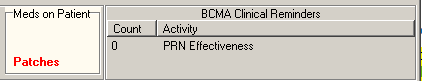 Meds on Patient
Patches
BCMA Clinical Reminders
Count Activity
0 PRN Effectiveness